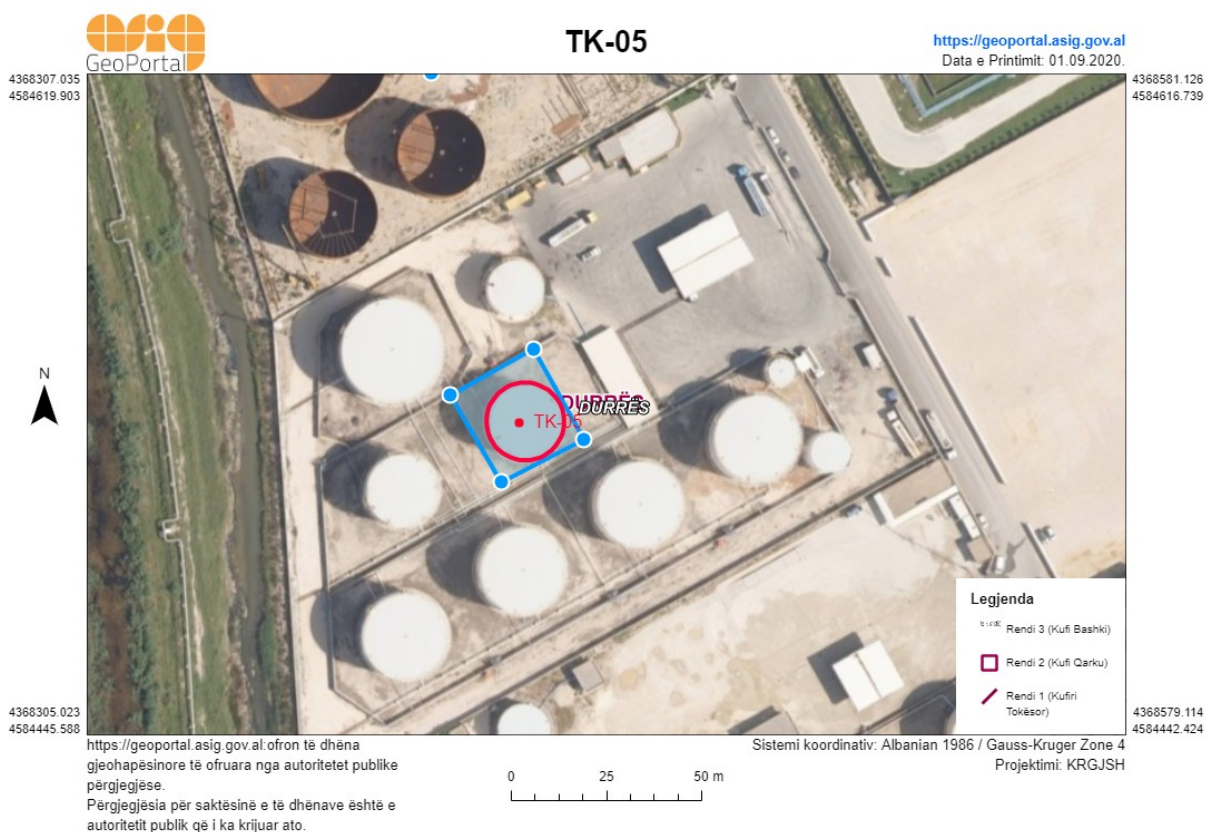 asig
GeoPortal
TK-05
https://geoportal.asig.gov.al
Data e Printimit: 01.09.2020.
4368307.035
4584619.903
4368581.126
4584616.739
N
DURRËS
DURRËS
TK-05
Legjenda
Rendi 3 (Kufi Bashki)
Rendi 2 (Kufi Qarku)
Rendi 1 (Kufiri
Tokësor)
4368305.023
4584445.588
4368579.114
4584442.424
https://geoportal.asig.gov.al:ofron të dhëna
gjeohapësinore të ofruara nga autoritetet publike
përgjegjëse.
Përgjegjësia për saktësinë e të dhënave është e
autoritetit publik që i ka krijuar ato.
0 25 50 m
Sistemi koordinativ: Albanian 1986 / Gauss-Kruger Zone 4
Projektimi: KRGJSH